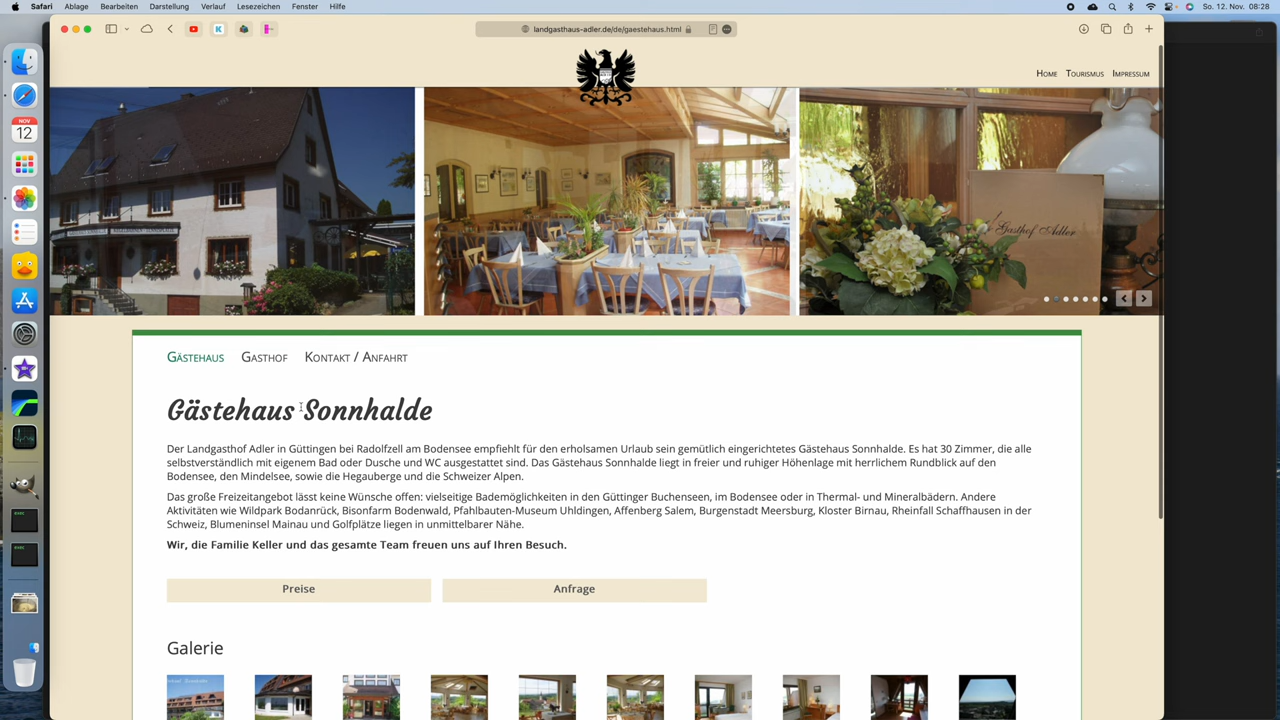 Safari Ablage Bearbeiten Darstellung Verlauf Lesezeichen Fenster Hilfe So. 12. Nov. 08:28
landgasthaus-adler.de/de/gaestehaus.html
Home Tourismus Impressum
Gasthof Adler
NOV
12
Gästehaus Gasthof Kontakt / Anfahrt
Gästehaus Sonnhalde
Der Landgasthof Adler in Güttingen bei Radolfzell am Bodensee empfiehlt für den erholsamen Urlaub sein gemütlich eingerichtetes Gästehaus Sonnhalde. Es hat 30 Zimmer, die alle
selbstverständlich mit eigenem Bad oder Dusche und WC ausgestattet sind. Das Gästehaus Sonnhalde liegt in freier und ruhiger Höhenlage mit herrlichem Rundblick auf den
Bodensee, den Mindelsee, sowie die Hegauberge und die Schweizer Alpen.
Das große Freizeitangebot lässt keine Wünsche offen: vielseitige Bademöglichkeiten in den Güttinger Buchenseen, im Bodensee oder in Thermal- und Mineralbädern. Andere
Aktivitäten wie Wildpark Bodanrück, Bisonfarm Bodenwald, Pfahlbauten-Museum Uhldingen, Affenberg Salem, Burgenstadt Meersburg, Kloster Birnau, Rheinfall Schaffhausen in der
Schweiz, Blumeninsel Mainau und Golfplätze liegen in unmittelbarer Nähe.
Wir, die Familie Keller und das gesamte Team freuen uns auf Ihren Besuch.
Preise Anfrage
Galerie